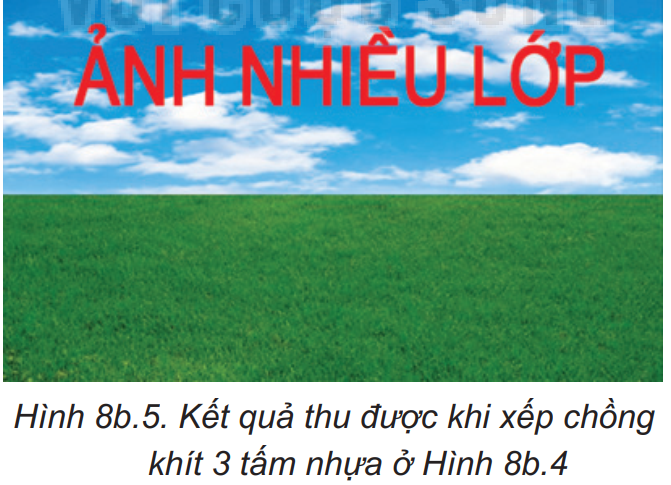 ẢNH NHIỀU LỚP
Hình 8b.5. Kết quả thu được khi xếp chồng
khít 3 tấm nhựa ở Hình 8b.4